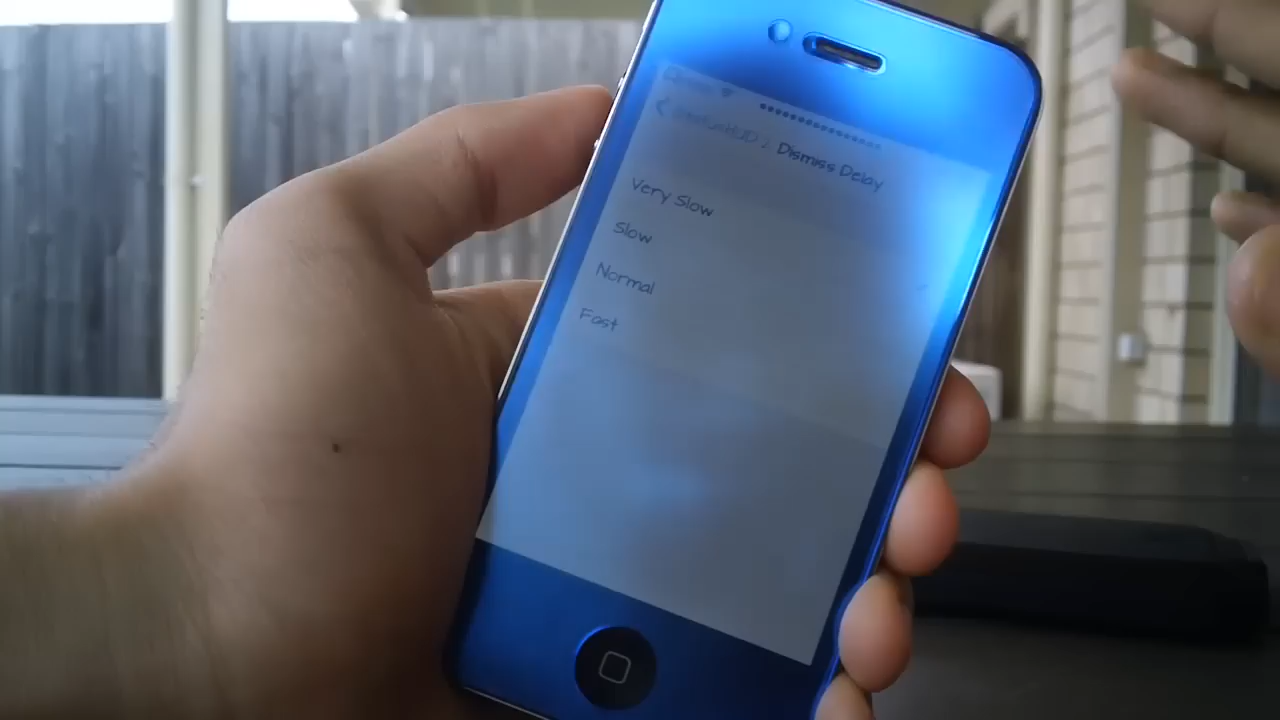 Dismiss Delay
Very Slow
Slow
Normal
Fast